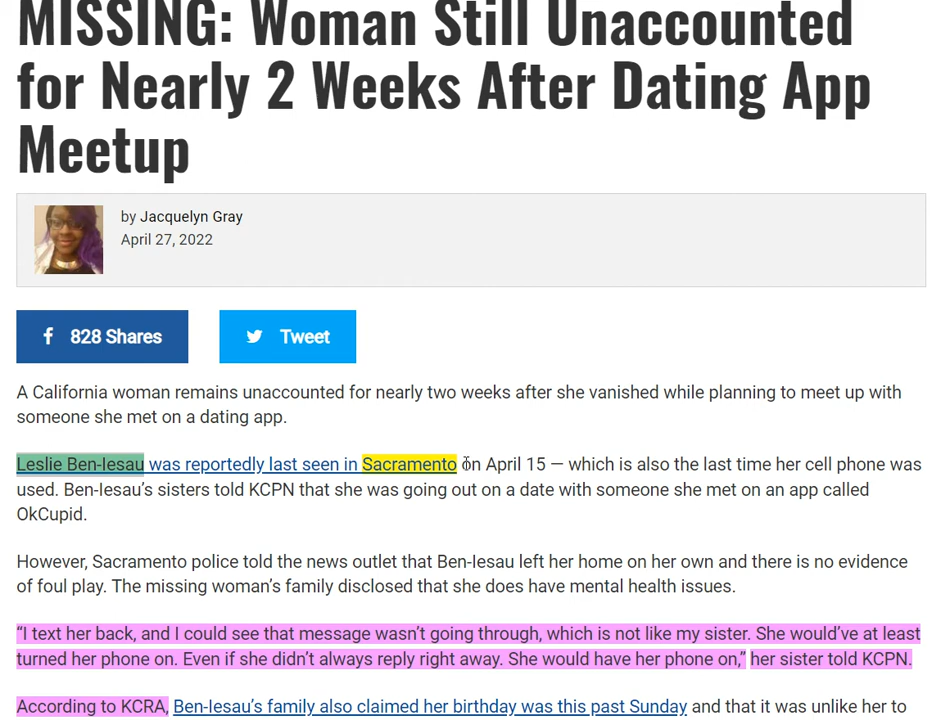 MISSING: Woman Still Unaccounted
for Nearly 2 Weeks After Dating App
Meetup
by Jacquelyn Gray
April 27, 2022
828 Shares
Tweet
A California woman remains unaccounted for nearly two weeks after she vanished while planning to meet up with
someone she met on a dating app.
Leslie Ben-Iesau was reportedly last seen in Sacramento on April 15 — which is also the last time her cell phone was
used. Ben-Iesau’s sisters told KCPN that she was going out on a date with someone she met on an app called
OkCupid.
However, Sacramento police told the news outlet that Ben-Iesau left her home on her own and there is no evidence
of foul play. The missing woman’s family disclosed that she does have mental health issues.
“I text her back, and I could see that message wasn’t going through, which is not like my sister. She would’ve at least
turned her phone on. Even if she didn’t always reply right away. She would have her phone on,” her sister told KCPN.
According to KCRA, Ben-Iesau’s family also claimed her birthday was this past Sunday and that it was unlike her to